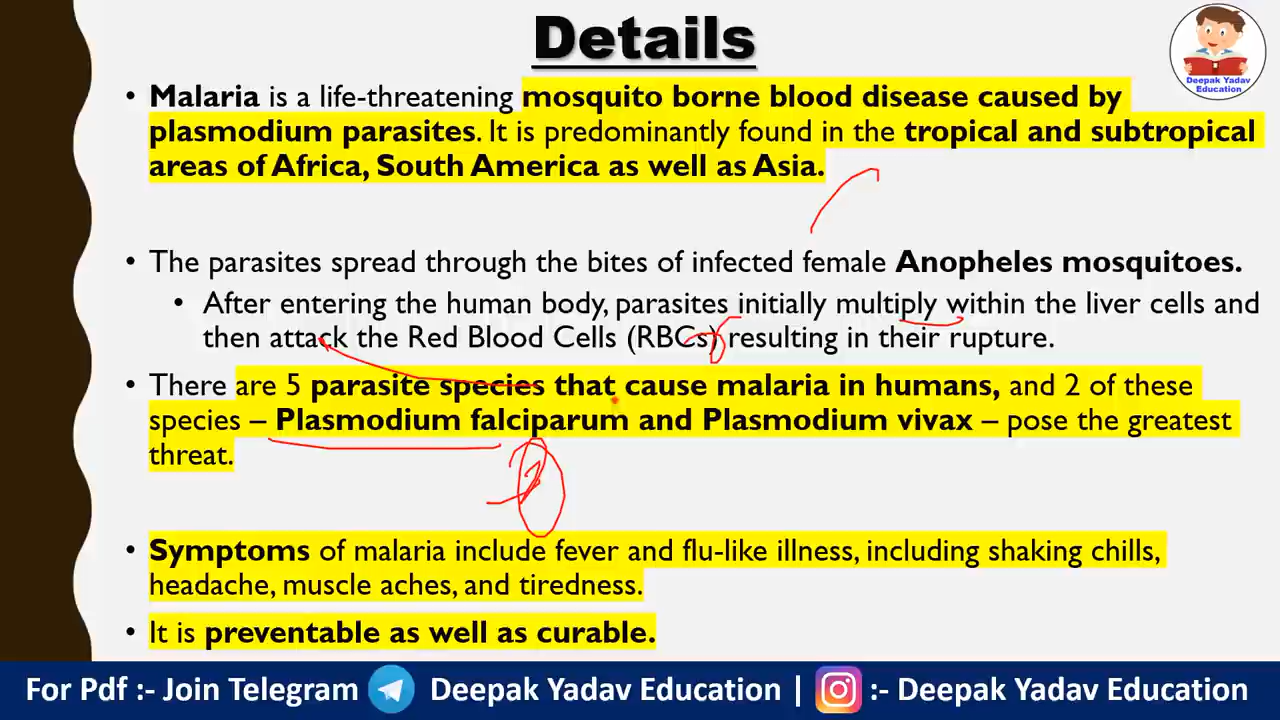 Details
Deepak Yadav
Education
• Malaria is a life-threatening mosquito borne blood disease caused by
plasmodium parasites. It is predominantly found in the tropical and subtropical
areas of Africa, South America as well as Asia.
• The parasites spread through the bites of infected female Anopheles mosquitoes.
• After entering the human body, parasites initially multiply within the liver cells and
then attack the Red Blood Cells (RBCs) resulting in their rupture.
• There are 5 parasite species that cause malaria in humans, and 2 of these
species – Plasmodium falciparum and Plasmodium vivax – pose the greatest
threat.
• Symptoms of malaria include fever and flu-like illness, including shaking chills,
headache, muscle aches, and tiredness.
• It is preventable as well as curable.
For Pdf :- Join Telegram Deepak Yadav Education | :- Deepak Yadav Education